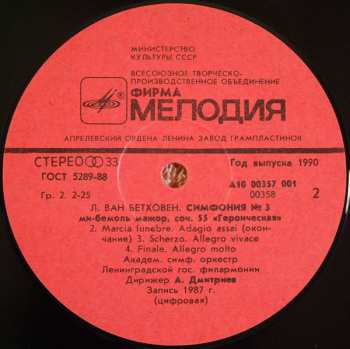 МИНИСТЕРСТВО
КУЛЬТУРЫ СССР
ВСЕСОЮЗНОЕ ТВОРЧЕСКО-
ПРОИЗВОДСТВЕННОЕ ОБЪЕДИНЕНИЕ
ФИРМА
МЕЛОДИЯ
АПРЕЛЕВСКИЙ ОРДЕНА ЛЕНИНА ЗАВОД ГРАМПЛАСТИНОК
СТЕРЕО 33
Год выпуска 1990
ГОСТ 5289-88
А10 00357 001
Гр. 2. 2-25
00358
2
Л. ВАН БЕТХОВЕН. СИМФОНИЯ № 3
ми-бемоль мажор, соч. 55 «Героическая»
2. Marcia funebre. Adagio assai (окон-
чание) 3. Scherzo. Allegro vivace
4. Finale. Allegro molto
Академ. симф. оркестр
Ленинградской гос. филармонии
Дирижер А. Дмитриев
Запись 1987 г.
(цифровая)